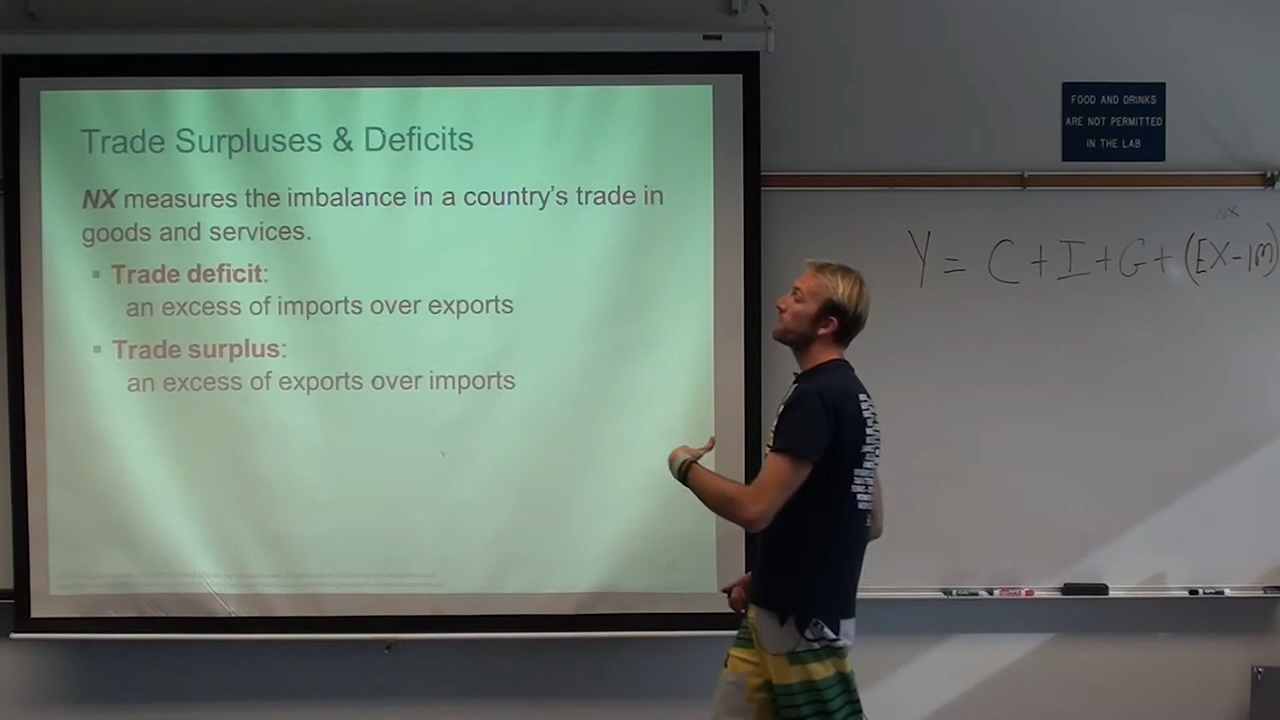 Trade Surpluses & Deficits
NX measures the imbalance in a country's trade in
goods and services.
▪ Trade deficit:
an excess of imports over exports
▪ Trade surplus:
an excess of exports over imports
FOOD AND DRINKS
ARE NOT PERMITTED
IN THE LAB
NX
Y = C + I + G + (EX - IM)